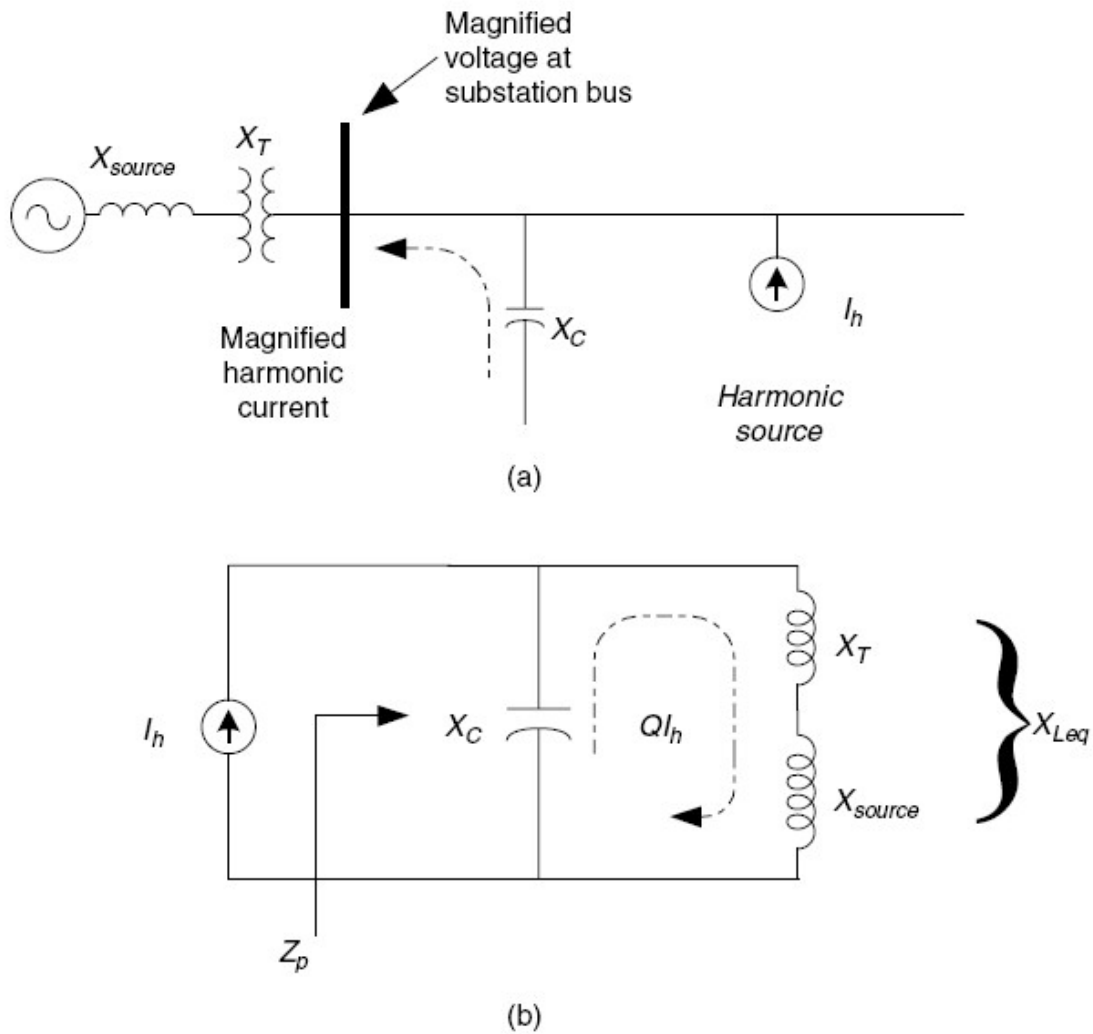 Magnified
voltage at
substation bus
X_T
X_source
X_C
I_h
Magnified
harmonic
current
Harmonic
source
(a)
X_T
I_h
X_C
QI_h
X_Leq
X_source
Z_p
(b)